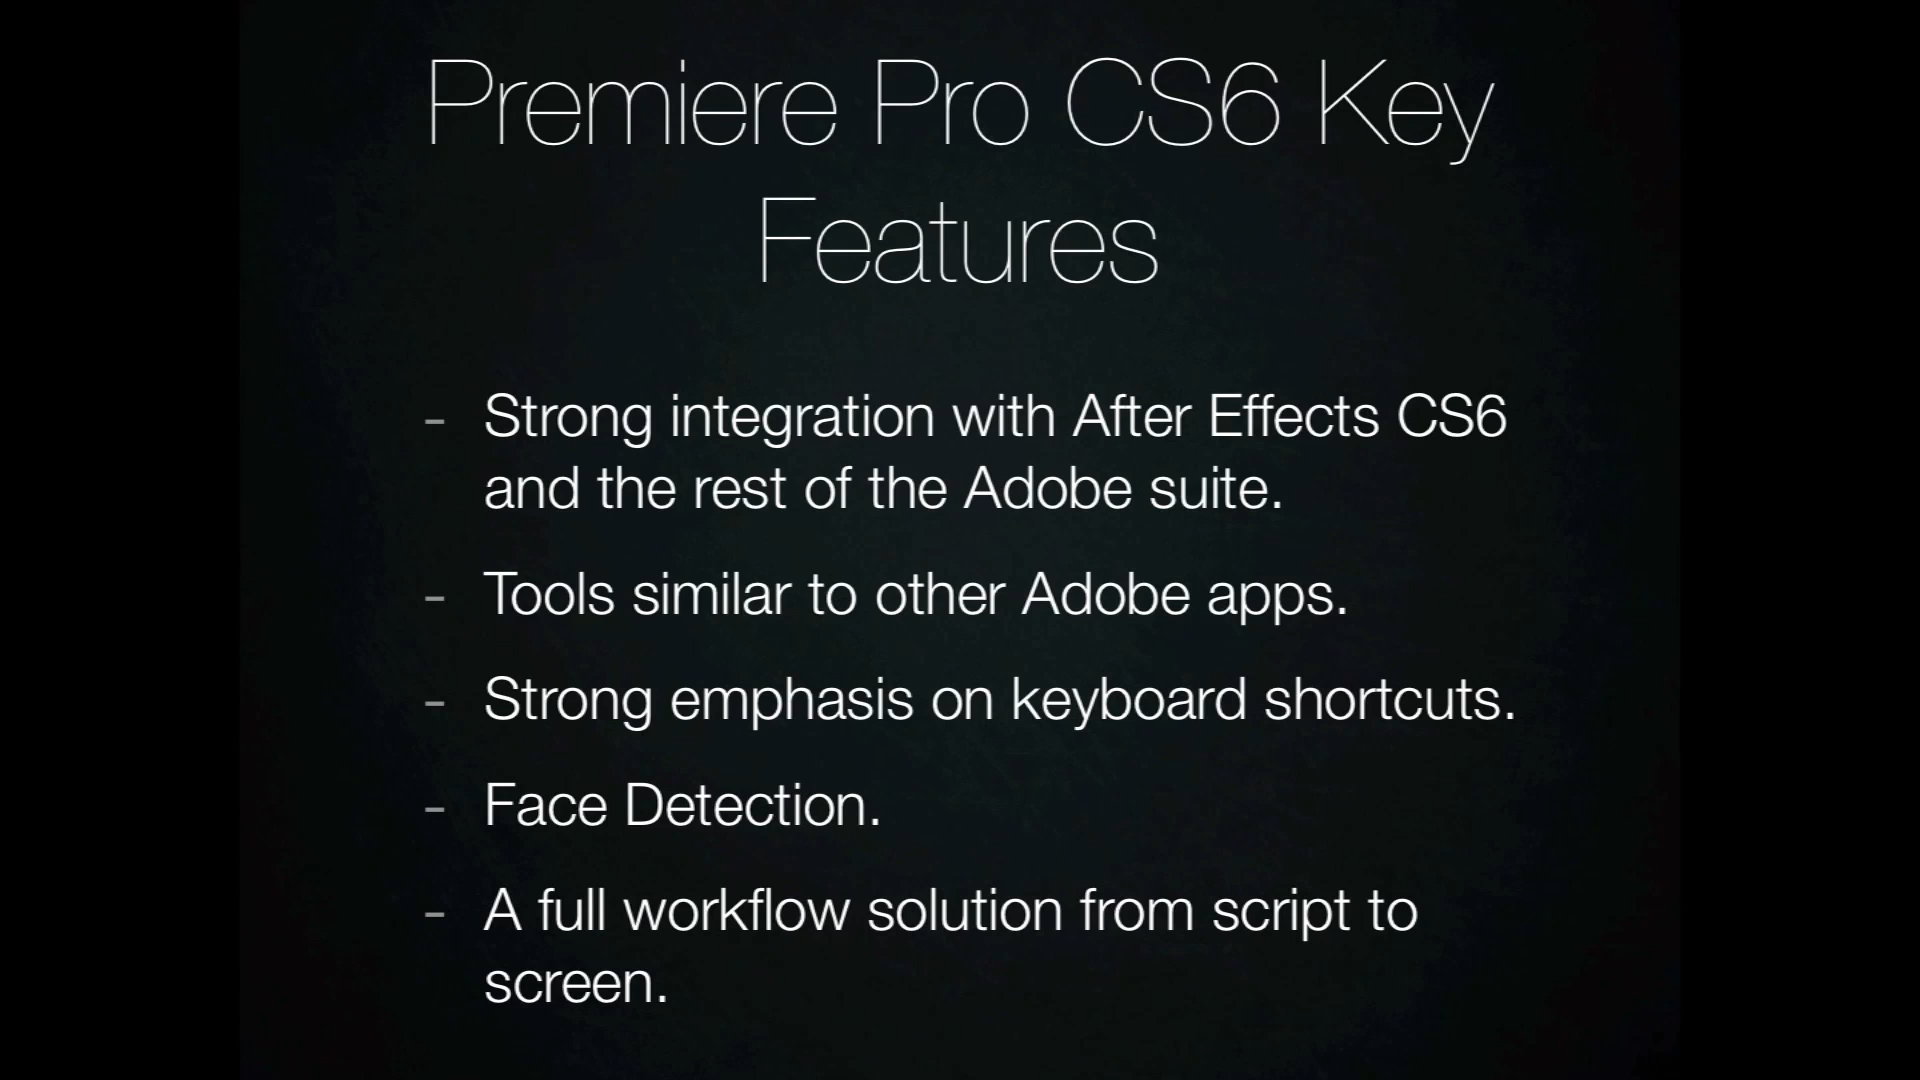 Premiere Pro CS6 Key
Features
- Strong integration with After Effects CS6
and the rest of the Adobe suite.
- Tools similar to other Adobe apps.
- Strong emphasis on keyboard shortcuts.
- Face Detection.
- A full workflow solution from script to
screen.